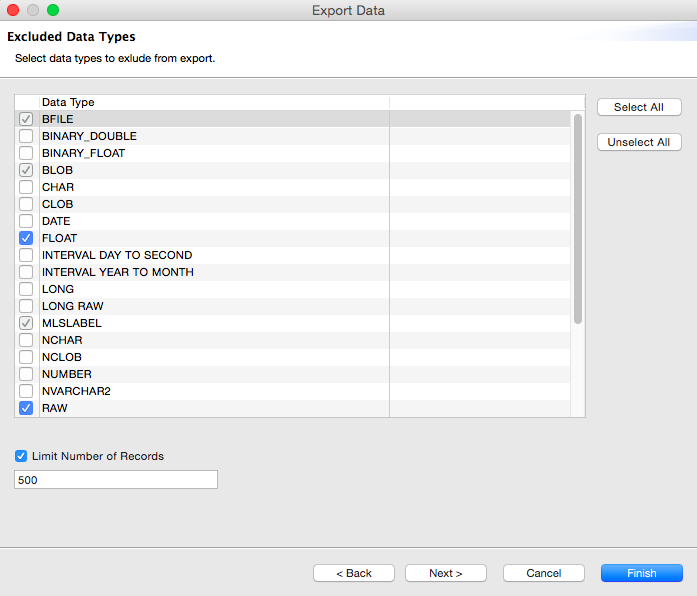 Export Data
Excluded Data Types
Select data types to exlude from export.
Data Type
BFILE
BINARY_DOUBLE
BINARY_FLOAT
BLOB
CHAR
CLOB
DATE
FLOAT
INTERVAL DAY TO SECOND
INTERVAL YEAR TO MONTH
LONG
LONG RAW
MLSLABEL
NCHAR
NCLOB
NUMBER
NVARCHAR2
RAW
Select All
Unselect All
Limit Number of Records
500
< Back Next > Cancel Finish